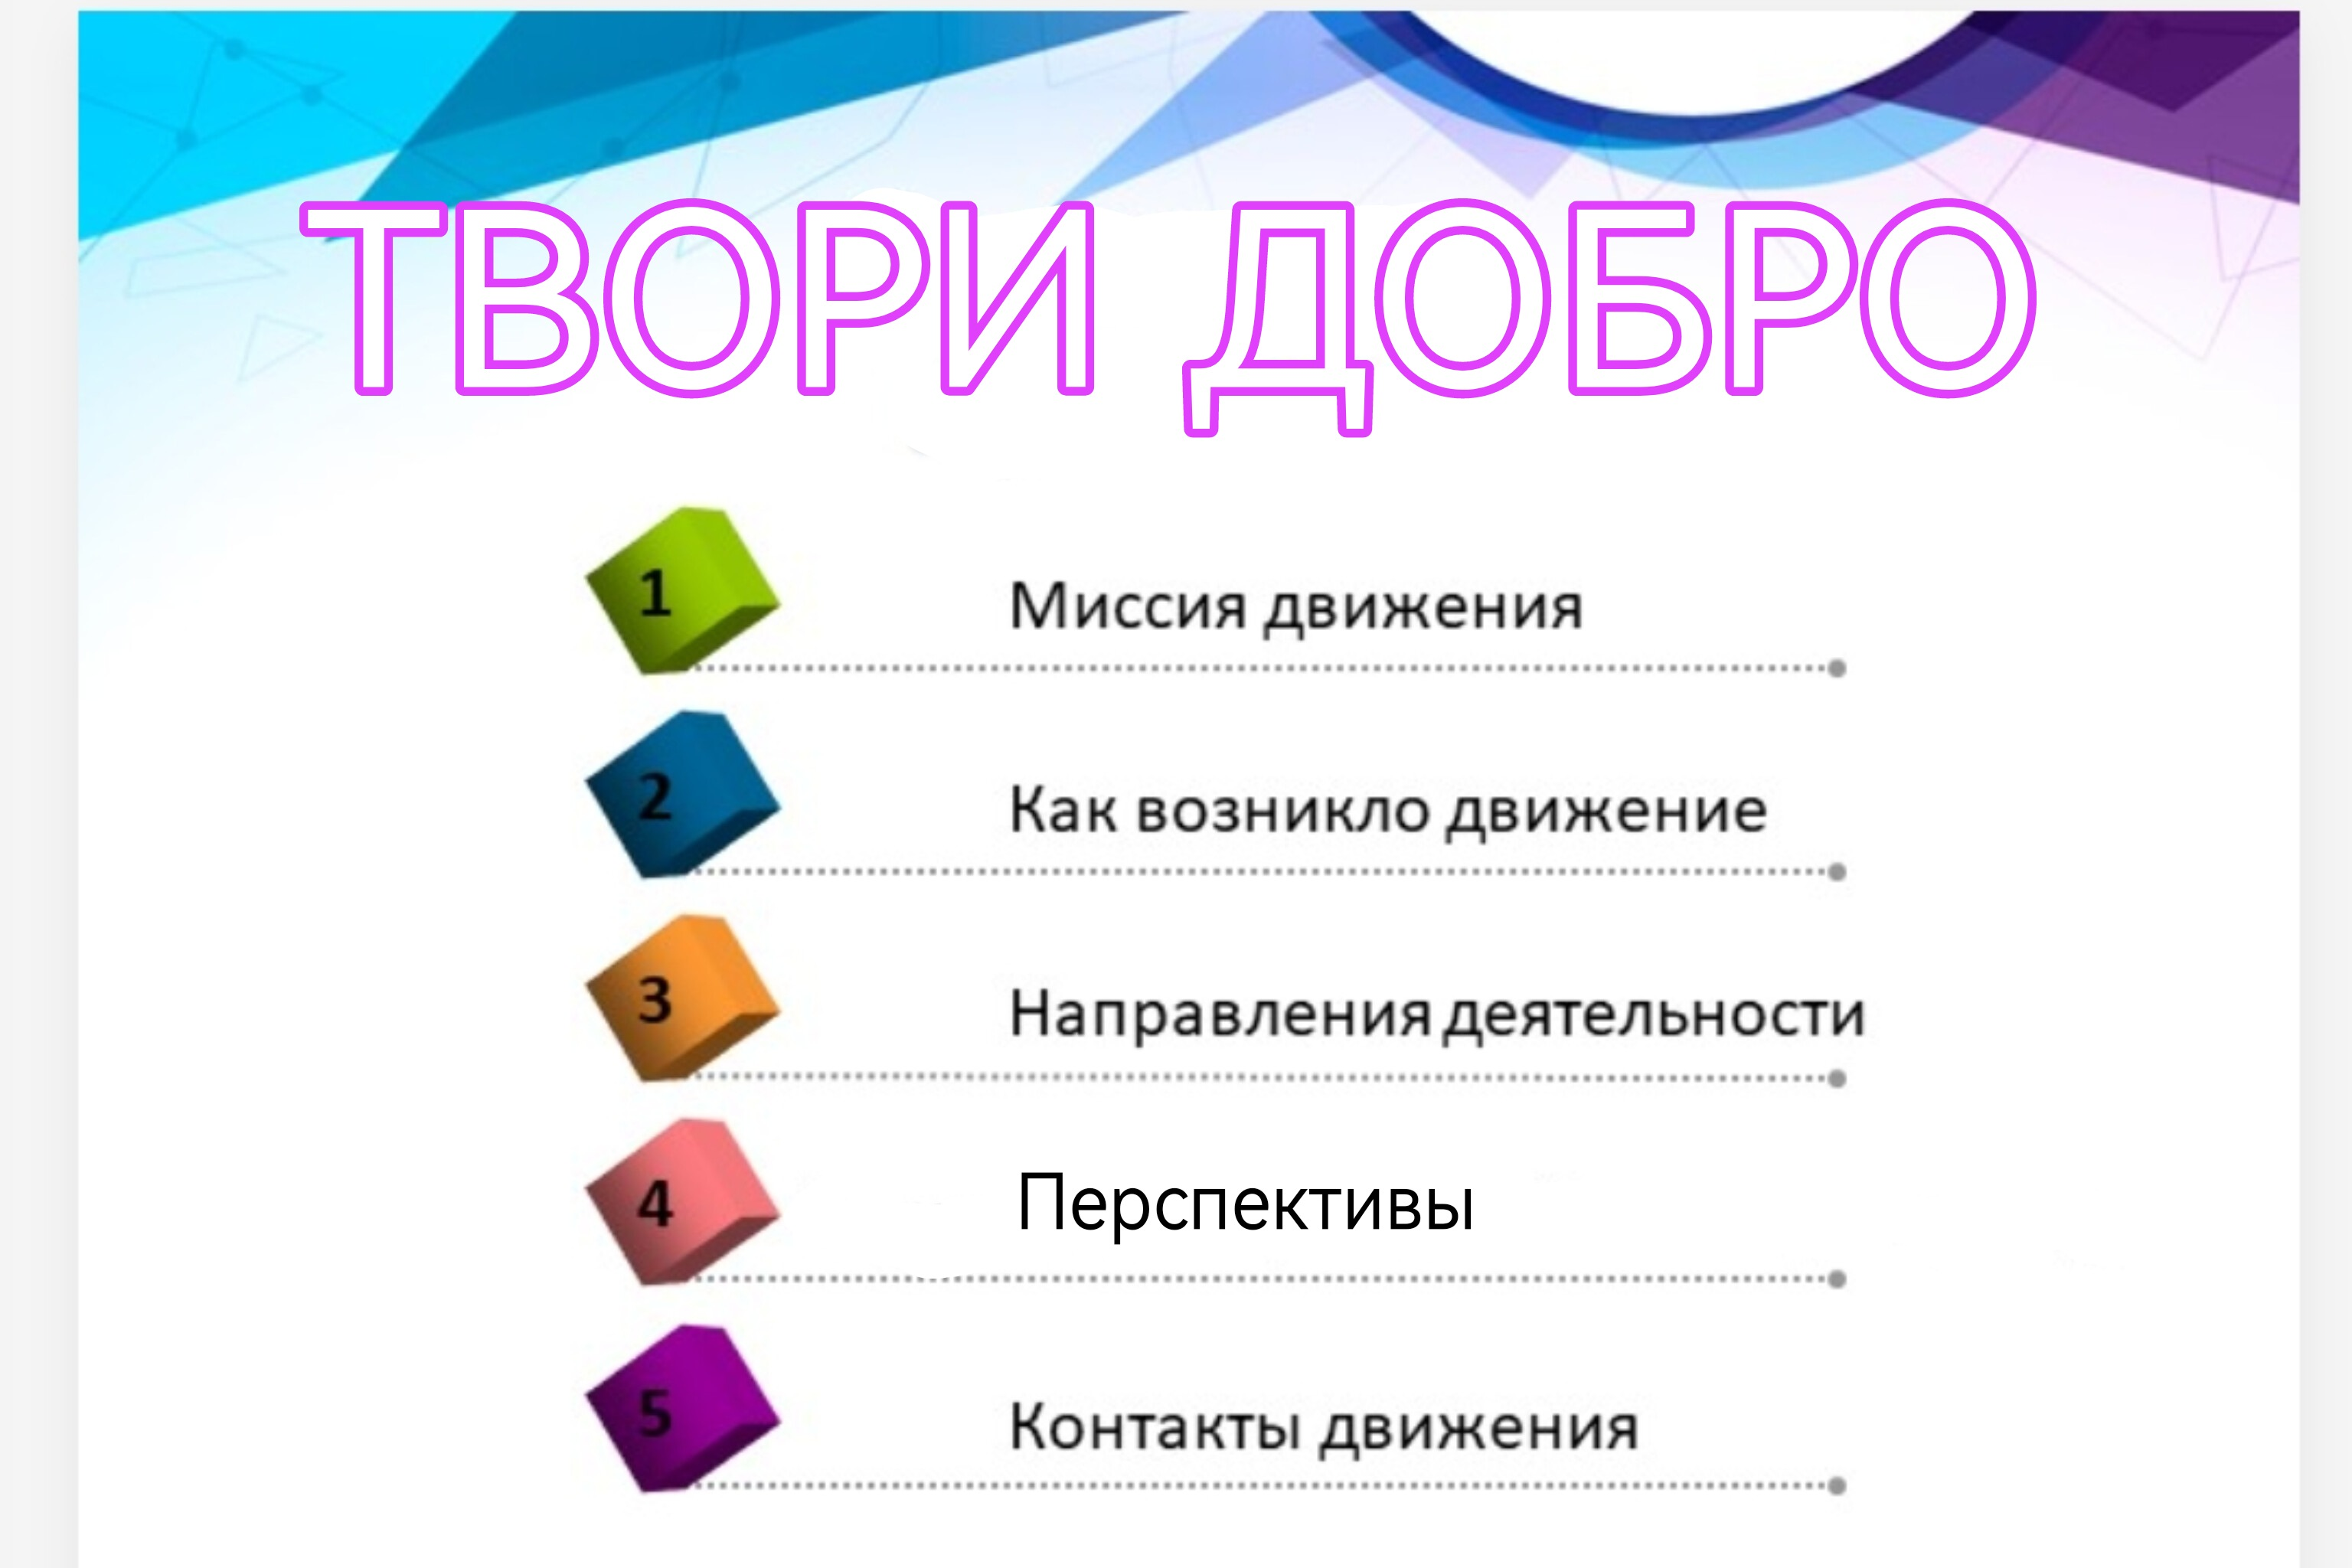 ТВОРИ ДОБРО
1 Миссия движения
2 Как возникло движение
3 Направления деятельности
4 Перспективы
5 Контакты движения